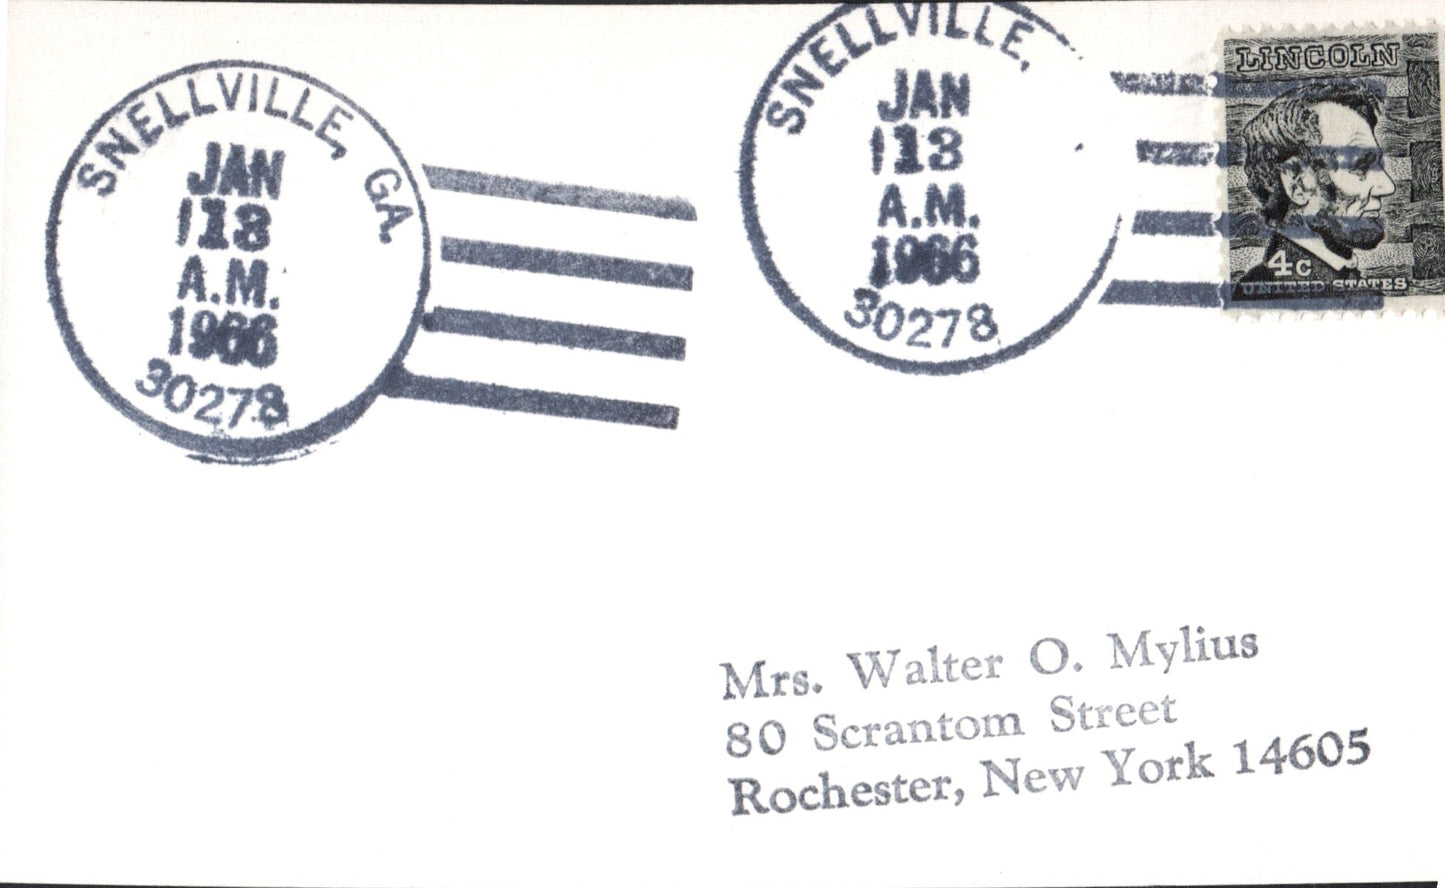 SNELLVILLE, GA.
JAN
13
A.M.
1966
30278
SNELLVILLE,
JAN
13
A.M.
1966
30278
LINCOLN
4c
UNITED STATES
Mrs. Walter O. Mylius
80 Scrantom Street
Rochester, New York 14605